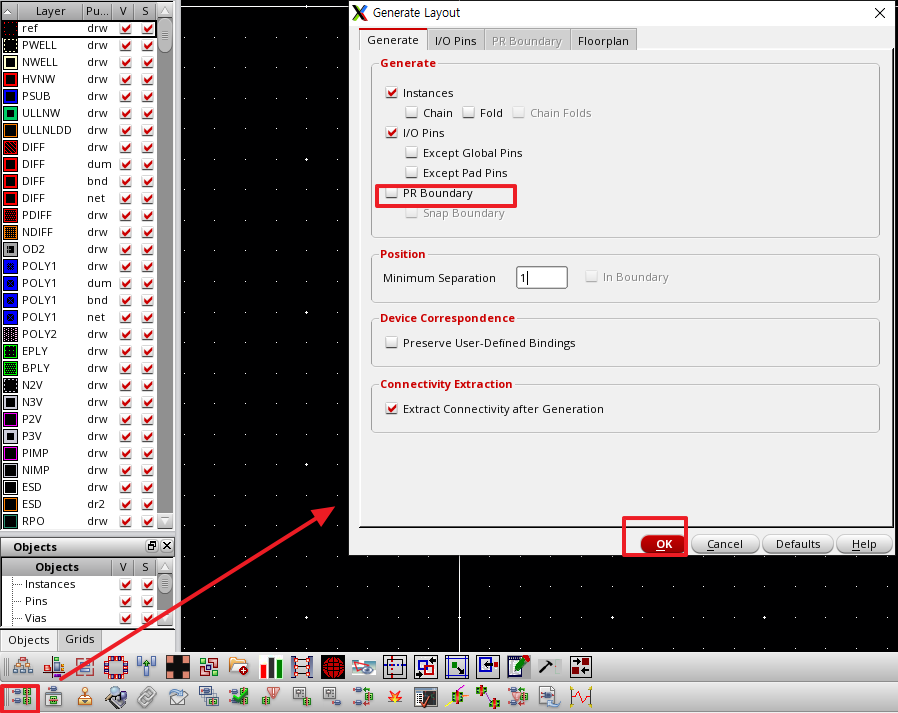 Layer Pu... V S
ref drw
PWELL drw
NWELL drw
HVNW drw
PSUB drw
ULLNW drw
ULLNLDD drw
DIFF drw
DIFF dum
DIFF bnd
DIFF net
PDIFF drw
NDIFF drw
OD2 drw
POLY1 drw
POLY1 dum
POLY1 bnd
POLY1 net
POLY2 drw
EPLY drw
BPLY drw
N2V drw
N3V drw
P2V drw
P3V drw
PIMP drw
NIMP drw
ESD drw
ESD dr2
RPO drw
Objects
Objects V S
Instances
Pins
Vias
Objects Grids
Generate Layout
Generate I/O Pins PR Boundary Floorplan
Generate
Instances
Chain Fold Chain Folds
I/O Pins
Except Global Pins
Except Pad Pins
PR Boundary
Snap Boundary
Position
Minimum Separation 1 In Boundary
Device Correspondence
Preserve User-Defined Bindings
Connectivity Extraction
Extract Connectivity after Generation
OK Cancel Defaults Help